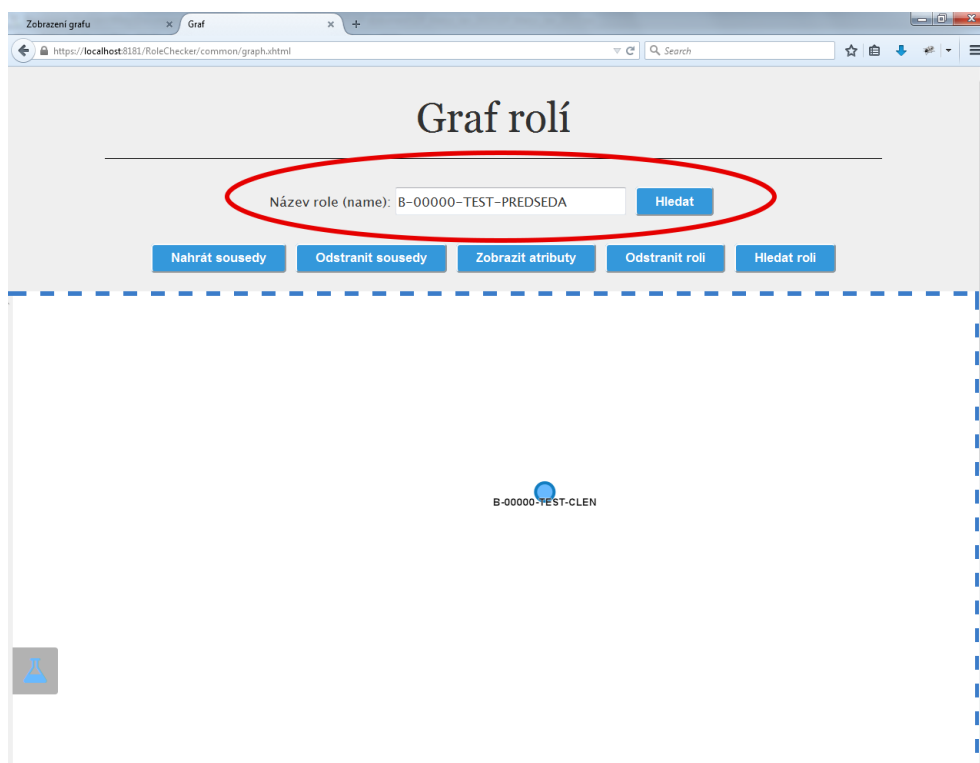 Zobrazení grafu × Graf × +
https://localhost:8181/RoleChecker/common/graph.xhtml Search
Graf rolí
Název role (name): B-00000-TEST-PREDSEDA Hledat
Nahrát sousedy Odstranit sousedy Zobrazit atributy Odstranit roli Hledat roli
B-00000-TEST-CLEN